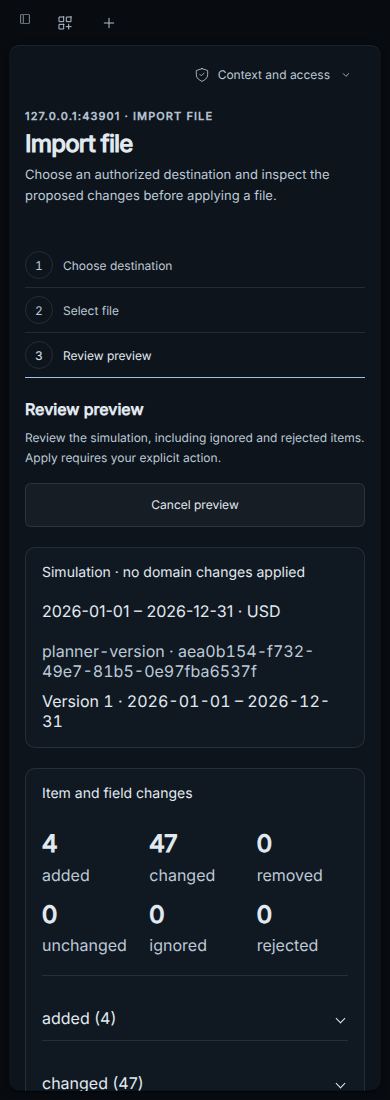 Context and access
127.0.0.1:43901 · IMPORT FILE
Import file
Choose an authorized destination and inspect the
proposed changes before applying a file.
1 Choose destination
2 Select file
3 Review preview
Review preview
Review the simulation, including ignored and rejected items.
Apply requires your explicit action.
Cancel preview
Simulation · no domain changes applied
2026-01-01 – 2026-12-31 · USD
planner-version · aea0b154-f732-
49e7-81b5-0e97fba6537f
Version 1 · 2026-01-01 – 2026-12-
31
Item and field changes
4 47 0
added changed removed
0 0 0
unchanged ignored rejected
added (4)
changed (47)